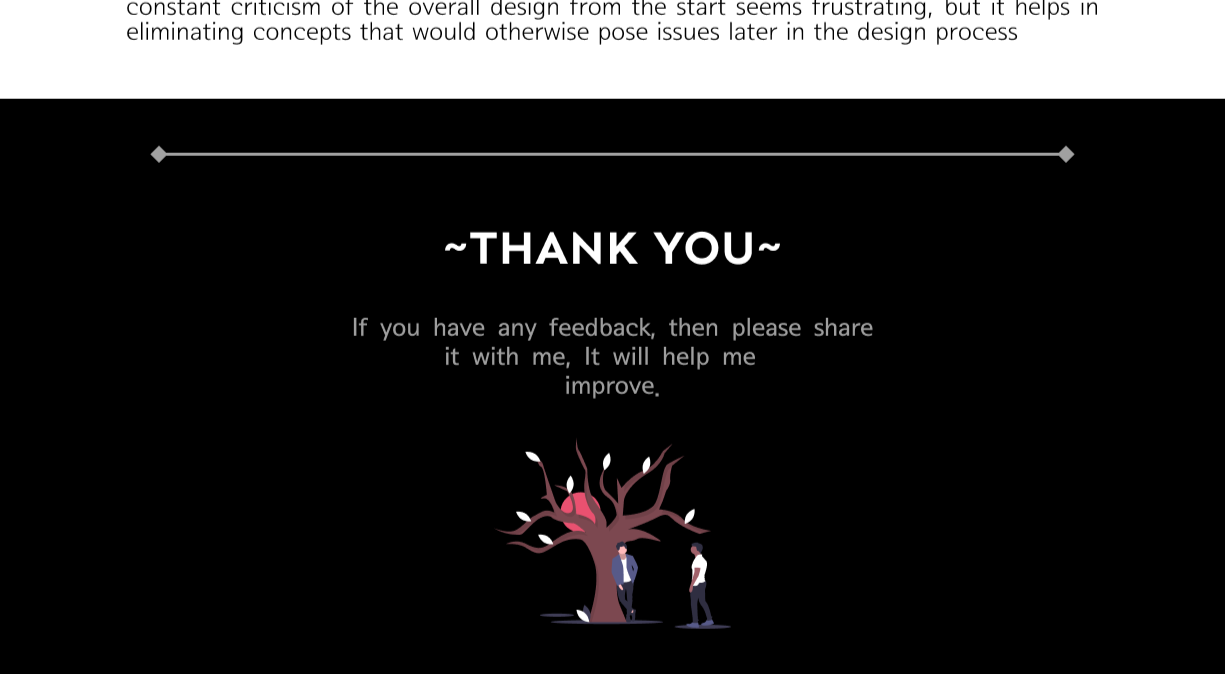 constant criticism of the overall design from the start seems frustrating, but it helps in
eliminating concepts that would otherwise pose issues later in the design process
~THANK YOU~
If you have any feedback, then please share
it with me, It will help me
improve.